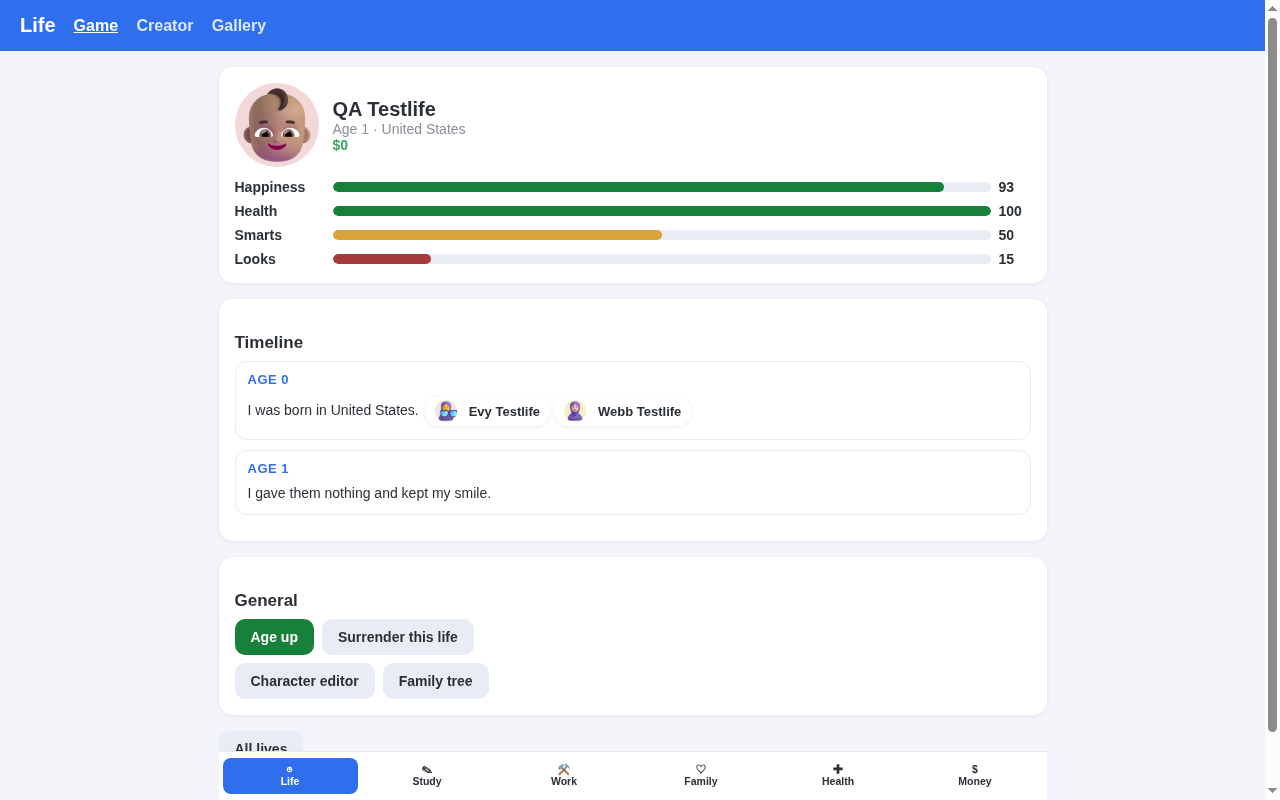 Life Game Creator Gallery
QA Testlife
Age 1 · United States
$0
Happiness 93
Health 100
Smarts 50
Looks 15
Timeline
AGE 0
I was born in United States. Evy Testlife Webb Testlife
AGE 1
I gave them nothing and kept my smile.
General
Age up Surrender this life
Character editor Family tree
All lives
Life Study Work Family Health $ Money